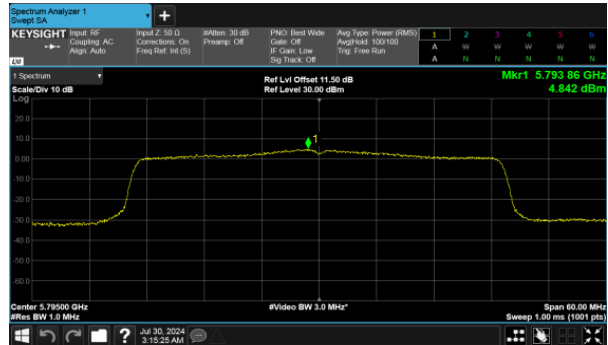 Spectrum Analyzer 1
Swept SA
+
KEYSIGHT Input: RF Input Z: 50 Ω #Atten: 30 dB PNO: Best Wide Avg Type: Power (RMS) 1 2 3 4 5 6
Coupling: AC Corrections: On Preamp: Off Gate: Off Avg|Hold: 100/100 A W W W W W
Align: Auto Freq Ref: Int (S) IF Gain: Low Trig: Free Run
Sig Track: Off A N N N N N
LXI
1 Spectrum Ref Lvl Offset 11.50 dB Mkr1 5.793 86 GHz
Scale/Div 10 dB Ref Level 30.00 dBm 4.842 dBm
Log
20.0
1
10.0
0.00
-10.0
-20.0
-30.0
-40.0
-50.0
-60.0
Center 5.79500 GHz #Video BW 3.0 MHz* Span 60.00 MHz
#Res BW 1.0 MHz Sweep 1.00 ms (1001 pts)
? Jul 30, 2024
3:15:25 AM